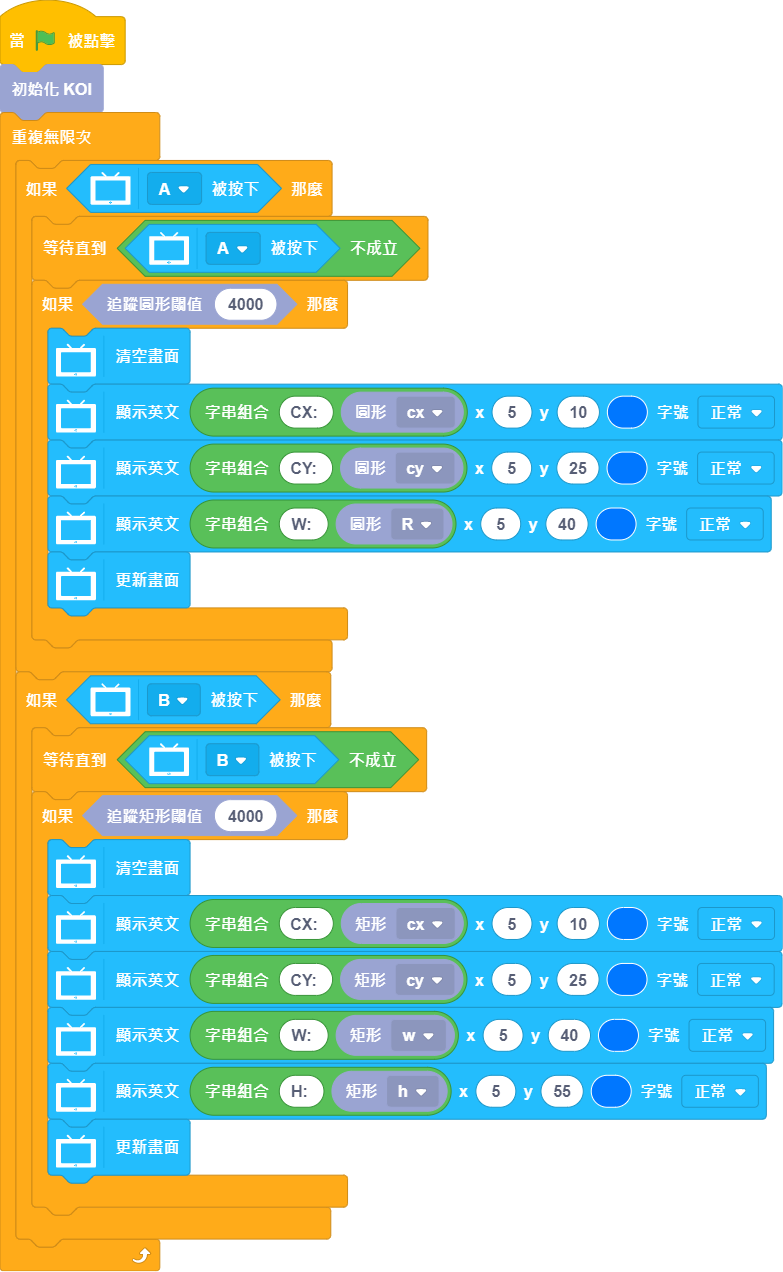 當 被點擊
初始化 KOI
重複無限次
如果 A 被按下 那麼
等待直到 A 被按下 不成立
如果 追蹤圓形閾值 4000 那麼
清空畫面
顯示英文 字串組合 CX: 圓形 cx x 5 y 10 字號 正常
顯示英文 字串組合 CY: 圓形 cy x 5 y 25 字號 正常
顯示英文 字串組合 W: 圓形 R x 5 y 40 字號 正常
更新畫面
如果 B 被按下 那麼
等待直到 B 被按下 不成立
如果 追蹤矩形閾值 4000 那麼
清空畫面
顯示英文 字串組合 CX: 矩形 cx x 5 y 10 字號 正常
顯示英文 字串組合 CY: 矩形 cy x 5 y 25 字號 正常
顯示英文 字串組合 W: 矩形 w x 5 y 40 字號 正常
顯示英文 字串組合 H: 矩形 h x 5 y 55 字號 正常
更新畫面